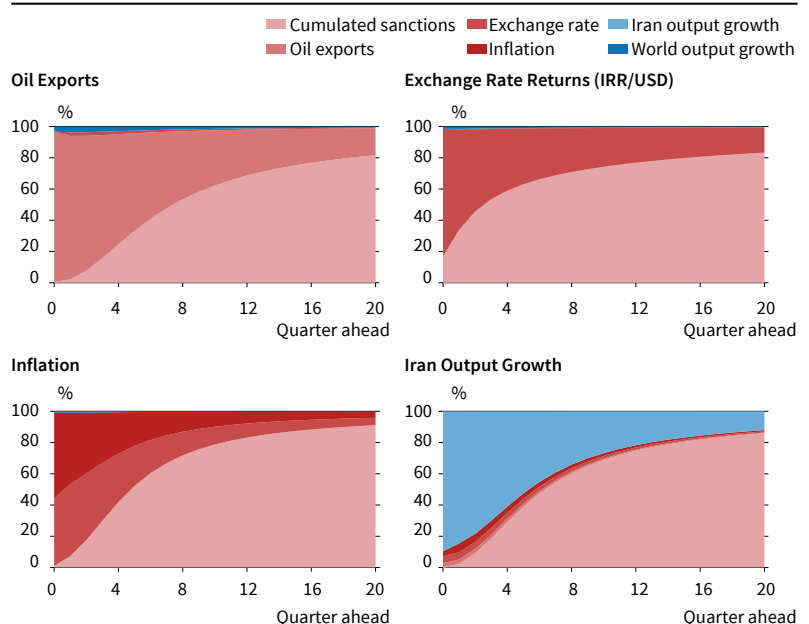 Cumulated sanctions Exchange rate Iran output growth
Oil exports Inflation World output growth
Oil Exports
%
100
80
60
40
20
0
0 4 8 12 16 20
Quarter ahead
Exchange Rate Returns (IRR/USD)
%
100
80
60
40
20
0
0 4 8 12 16 20
Quarter ahead
Inflation
%
100
80
60
40
20
0
0 4 8 12 16 20
Quarter ahead
Iran Output Growth
%
100
80
60
40
20
0
0 4 8 12 16 20
Quarter ahead